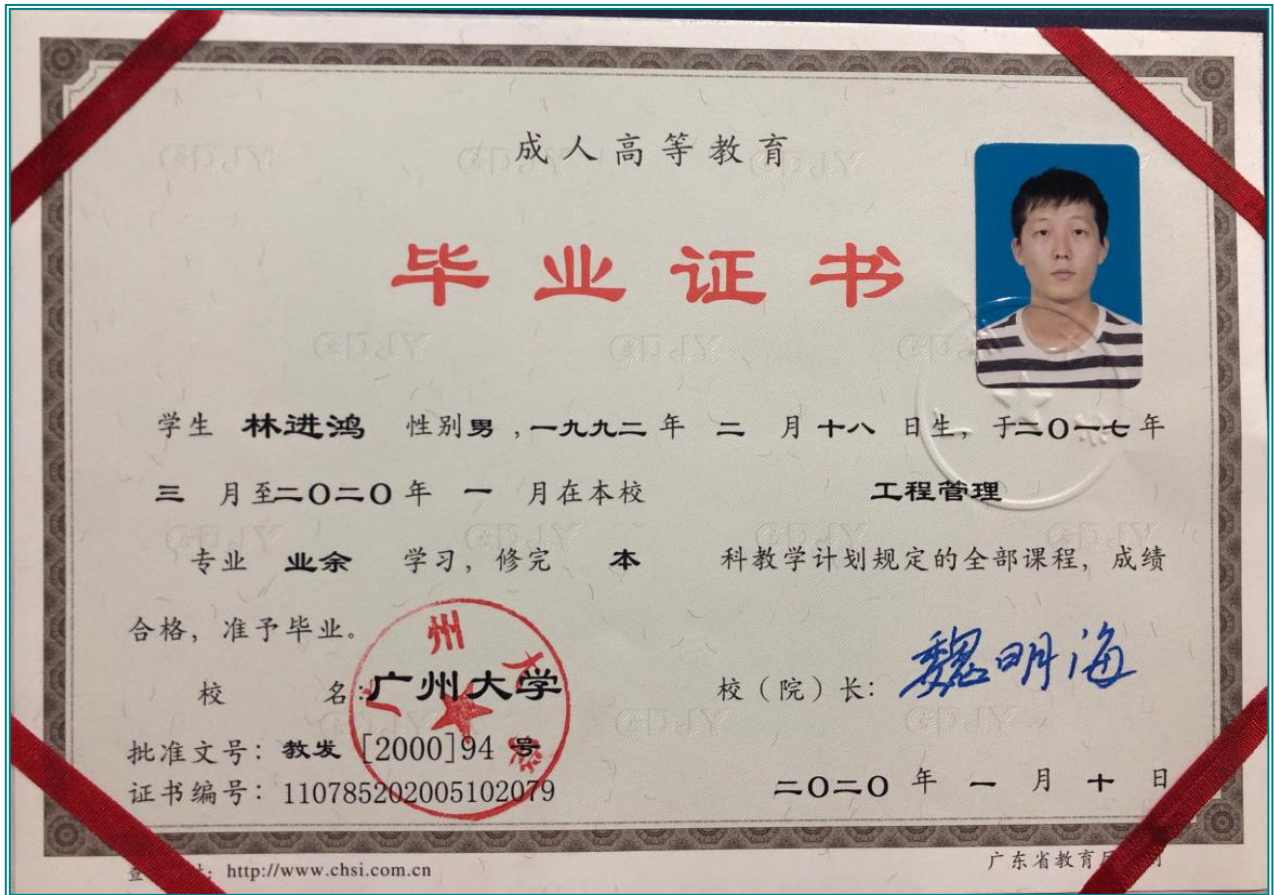 成人高等教育
毕业证书
学生 林进鸿 性别男,一九九二年 二 月十八 日生,于二〇一七年
三 月至二〇二〇年 一 月在本校 工程管理
专业 业余 学习,修完 本 科教学计划规定的全部课程,成绩
合格,准予毕业。
校 名:广州大学 校(院)长:魏明海
批准文号:教发[2000]94 号
证书编号:110785202005102079
二〇二〇年 一 月 十 日
http://www.chsi.com.cn
广东省教育厅